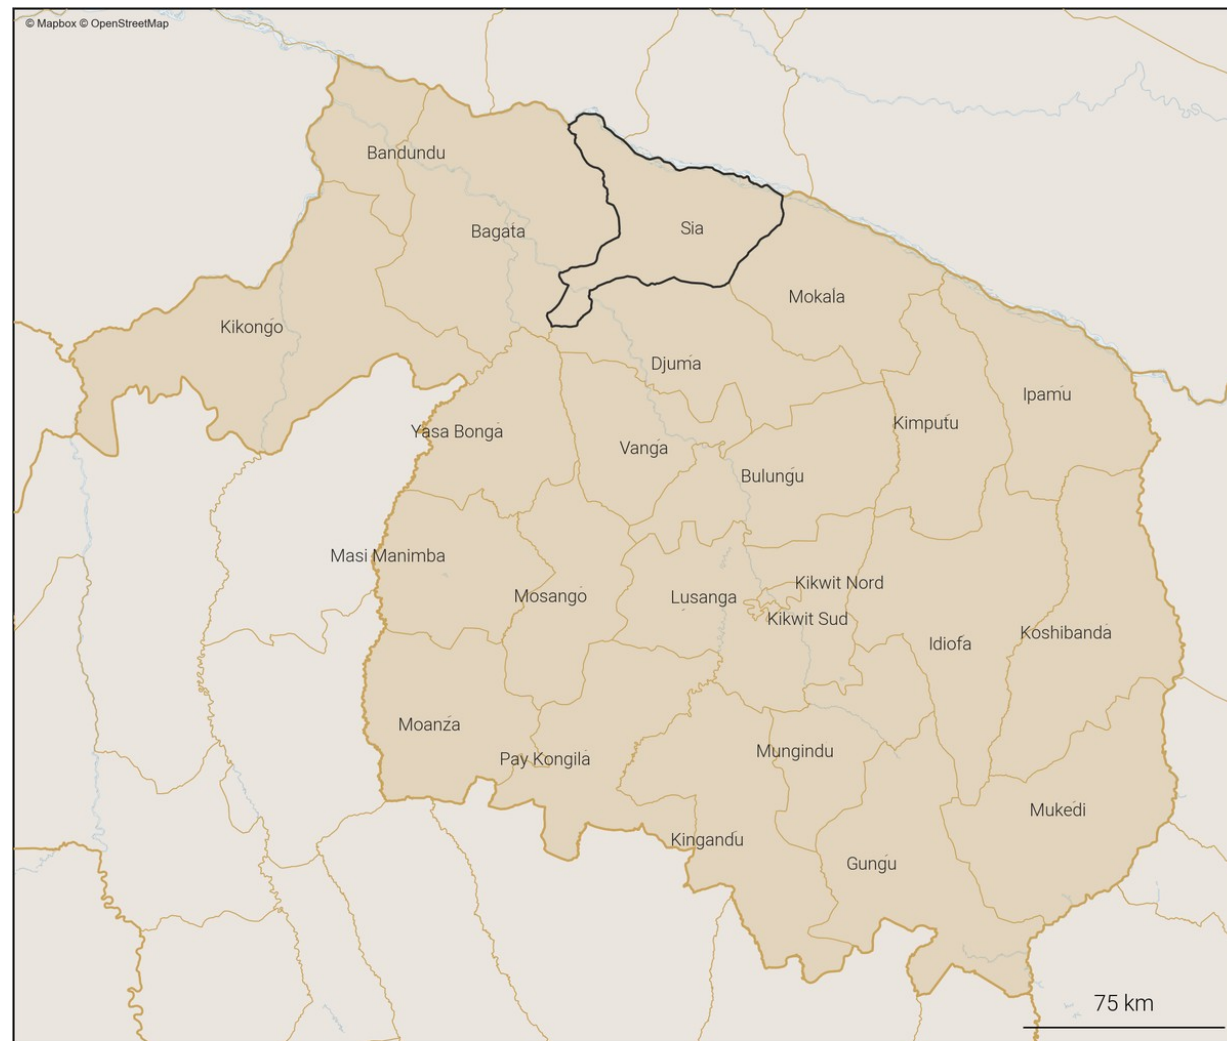 © Mapbox © OpenStreetMap
Bandundu
Bagata
Sia
Mokala
Kikongo
Djuma
Ipamu
Kimputu
Yasa Bonga
Vanga
Bulungu
Masi Manimba
Kikwit Nord
Mosango
Lusanga
Kikwit Sud
Koshibanda
Idiofa
Moanza
Mungindu
Pay Kongila
Mukedi
Kingandu
Gungu
75 km